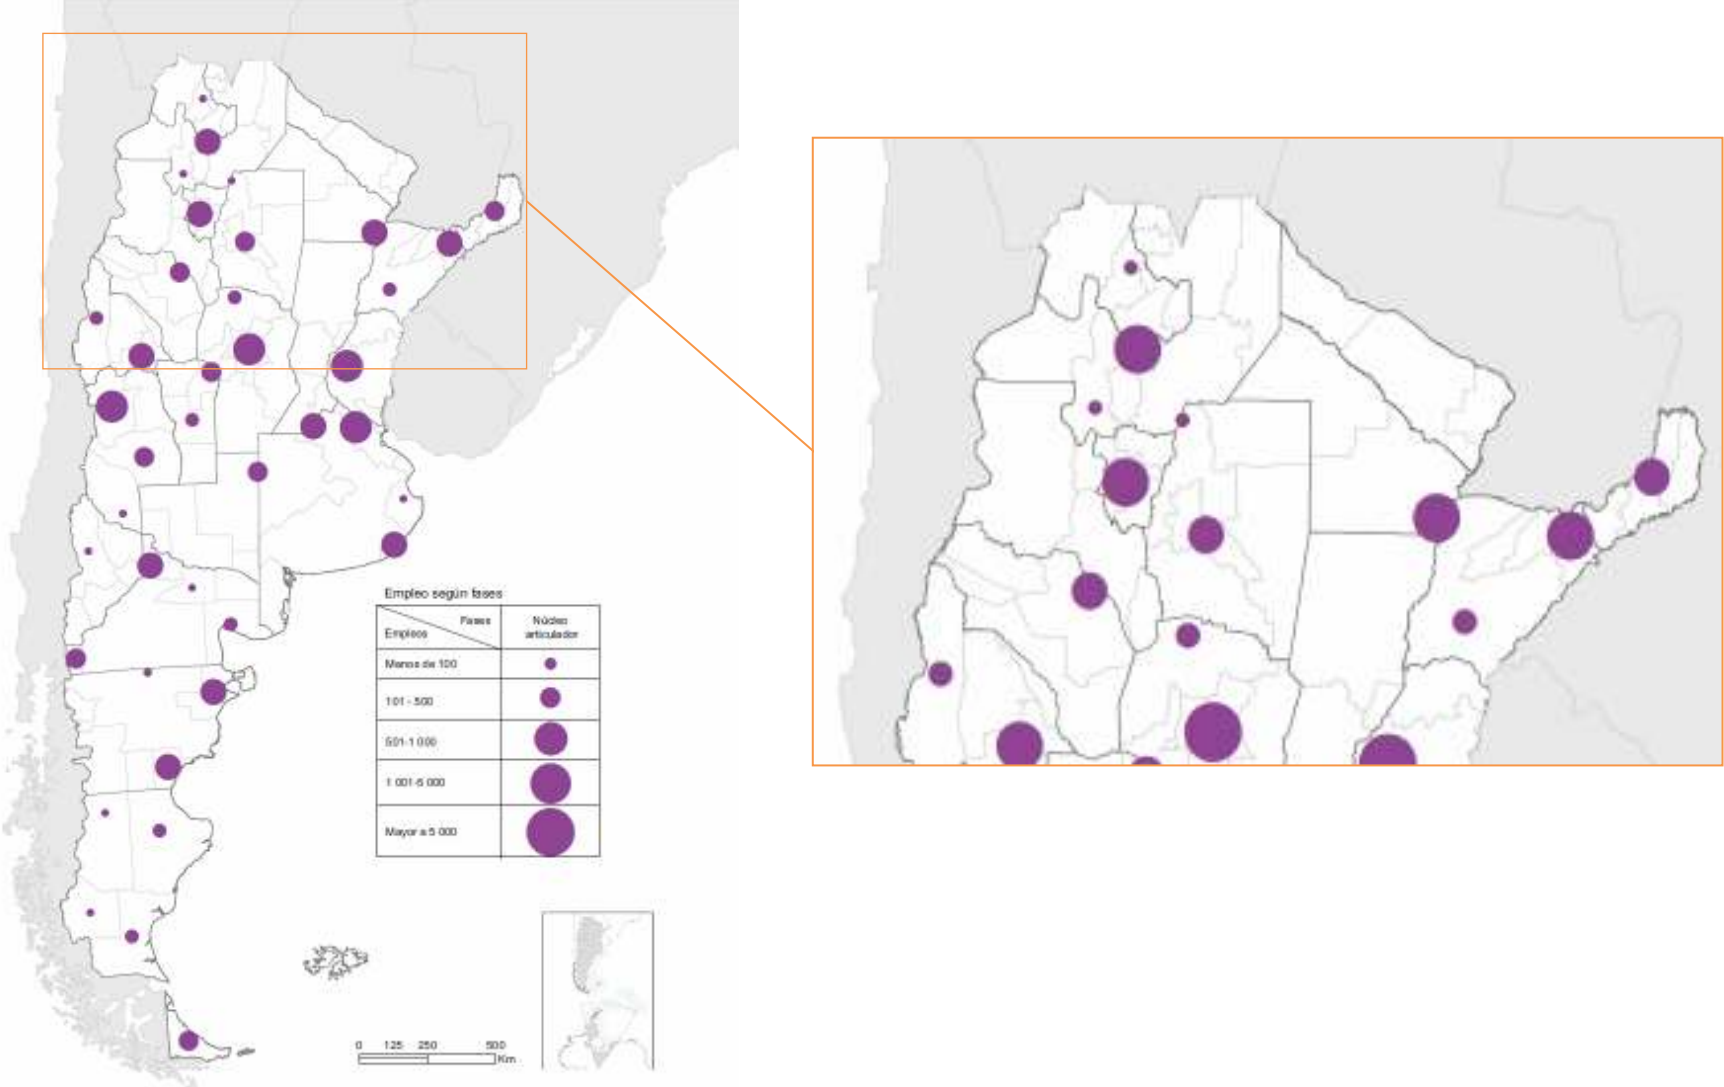 Empleo según fases
Fases
Empleos
Núcleo
articulador
Menos de 100
101 - 500
501-1 000
1 001-5 000
Mayor a 5 000
0 125 250 500
Km